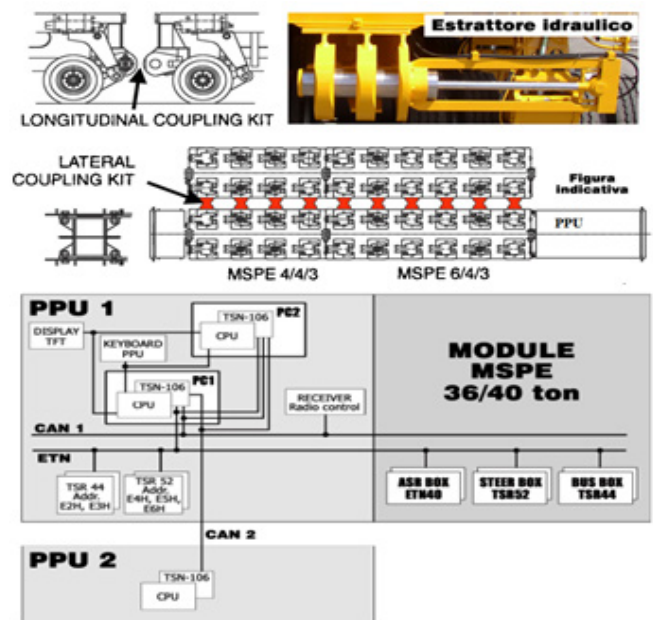 Estrattore idraulico
LONGITUDINAL COUPLING KIT
LATERAL
COUPLING KIT
Figura
indicativa
PPU
MSPE 4/4/3
MSPE 6/4/3
PPU 1
PC2
TSN-106
CPU
DISPLAY
TFT
KEYBOARD
PPU
PC1
TSN-106
CPU
RECEIVER
Radio control
MODULE
MSPE
36/40 ton
CAN 1
ETN
TSR 44
Addr.
E2H, E3H
TSR 52
Addr.
E4H, E5H,
E6H
ASR BOX
ETN40
STEER BOX
TSR52
BUS BOX
TSR44
CAN 2
PPU 2
TSN-106
CPU